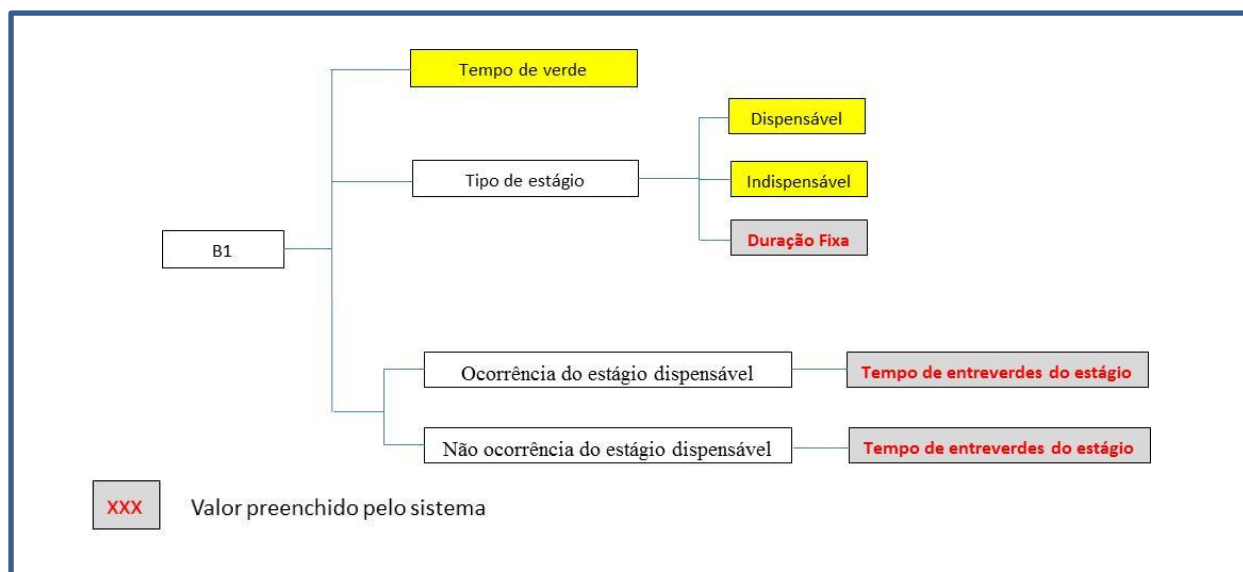 Tempo de verde
Dispensável
Tipo de estágio
Indispensável
Duração Fixa
B1
Ocorrência do estágio dispensável
Tempo de entreverdes do estágio
Não ocorrência do estágio dispensável
Tempo de entreverdes do estágio
XXX
Valor preenchido pelo sistema